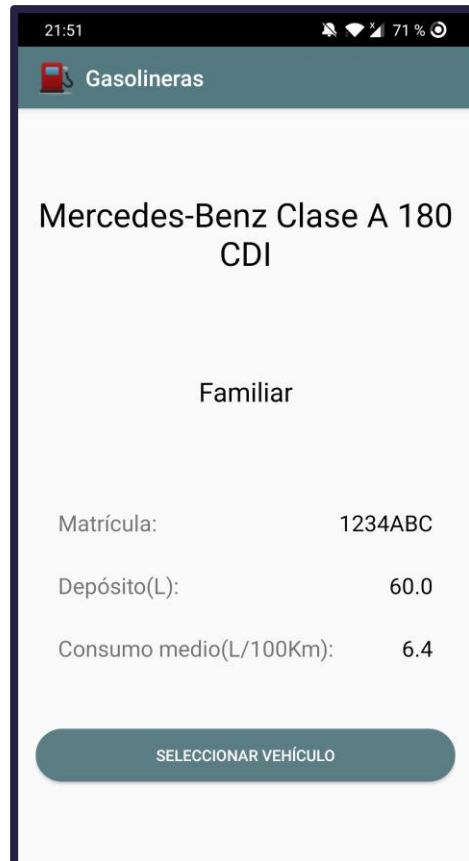 21:51 71 %
Gasolineras
Mercedes-Benz Clase A 180
CDI
Familiar
Matrícula: 1234ABC
Depósito(L): 60.0
Consumo medio(L/100Km): 6.4
SELECCIONAR VEHÍCULO